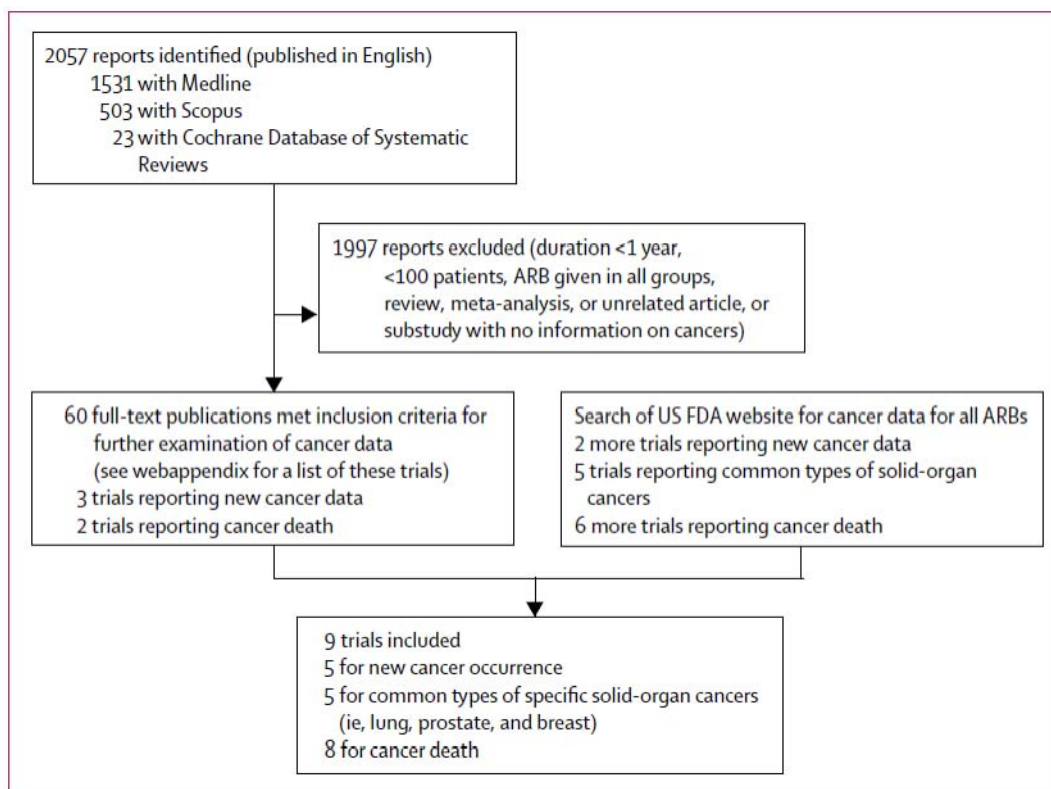 2057 reports identified (published in English)
1531 with Medline
503 with Scopus
23 with Cochrane Database of Systematic
Reviews
1997 reports excluded (duration <1 year,
<100 patients, ARB given in all groups,
review, meta-analysis, or unrelated article, or
substudy with no information on cancers)
60 full-text publications met inclusion criteria for
further examination of cancer data
(see webappendix for a list of these trials)
3 trials reporting new cancer data
2 trials reporting cancer death
Search of US FDA website for cancer data for all ARBs
2 more trials reporting new cancer data
5 trials reporting common types of solid-organ
cancers
6 more trials reporting cancer death
9 trials included
5 for new cancer occurrence
5 for common types of specific solid-organ cancers
(ie, lung, prostate, and breast)
8 for cancer death